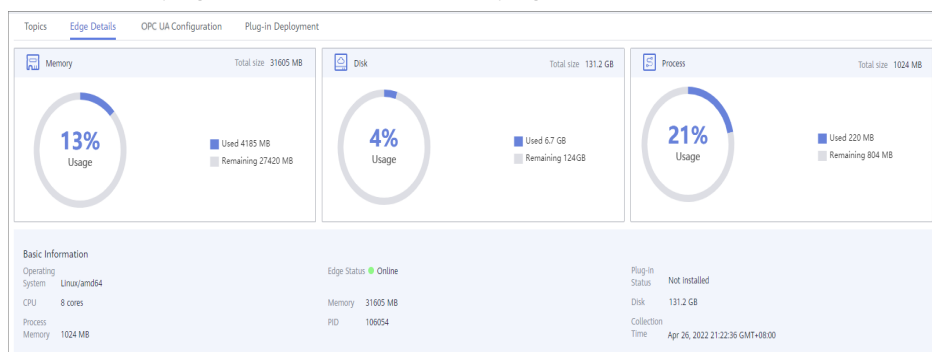 Topics Edge Details OPC UA Configuration Plug-in Deployment
Memory Total size 31605 MB
13%
Usage
Used 4185 MB
Remaining 27420 MB
Disk Total size 131.2 GB
4%
Usage
Used 6.7 GB
Remaining 124GB
Process Total size 1024 MB
21%
Usage
Used 220 MB
Remaining 804 MB
Basic Information
Operating
System Linux/amd64
Edge Status Online
Plug-in
Status Not installed
CPU 8 cores
Memory 31605 MB
Disk 131.2 GB
Process
Memory 1024 MB
PID 106054
Collection
Time Apr 26, 2022 21:22:36 GMT+08:00